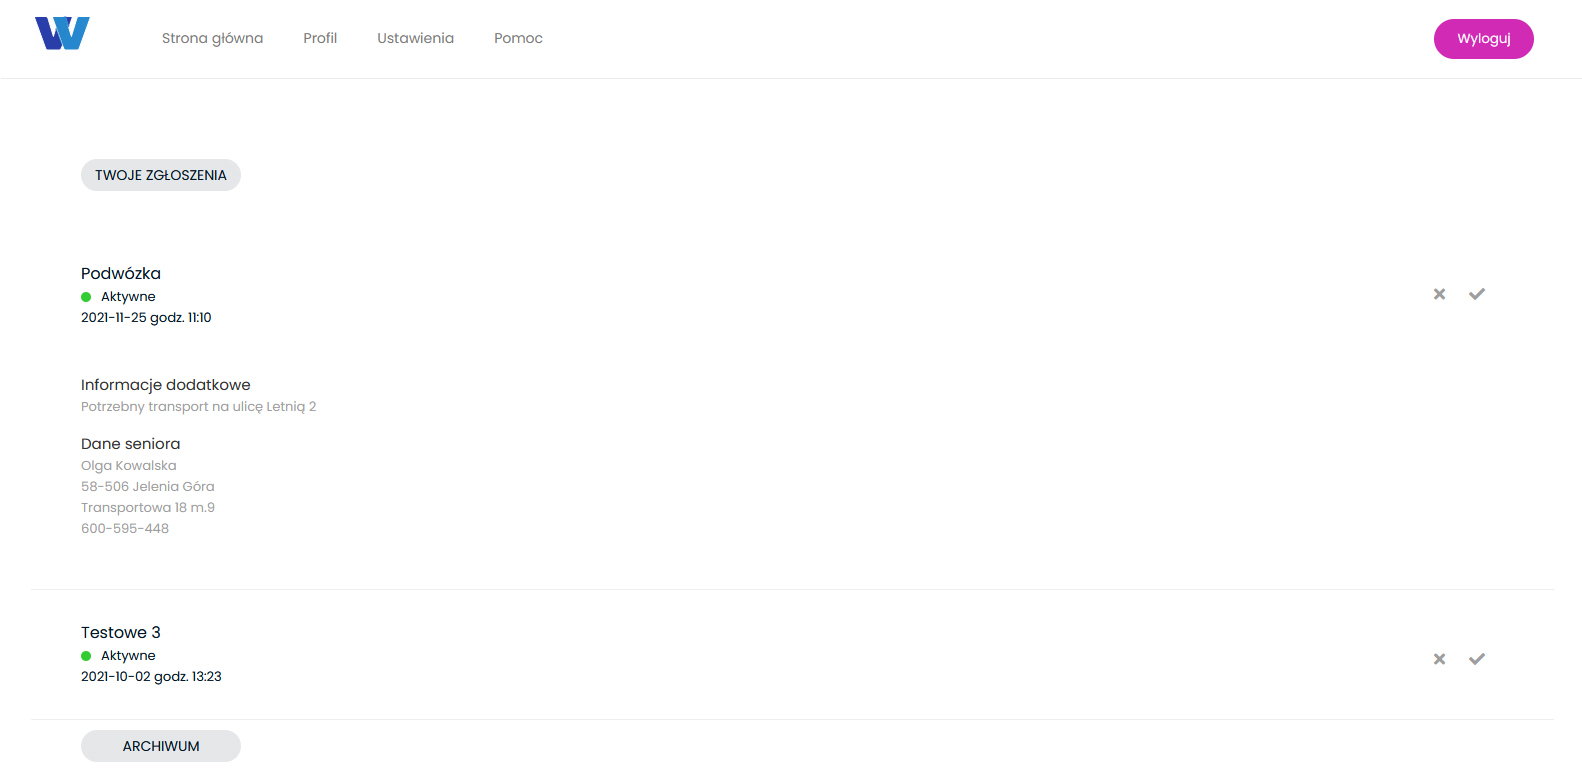 Strona główna
Profil
Ustawienia
Pomoc
Wyloguj
TWOJE ZGŁOSZENIA
Podwózka
Aktywne
2021-11-25 godz. 11:10
Informacje dodatkowe
Potrzebny transport na ulicę Letnią 2
Dane seniora
Olga Kowalska
58-506 Jelenia Góra
Transportowa 18 m.9
600-595-448
Testowe 3
Aktywne
2021-10-02 godz. 13:23
ARCHIWUM